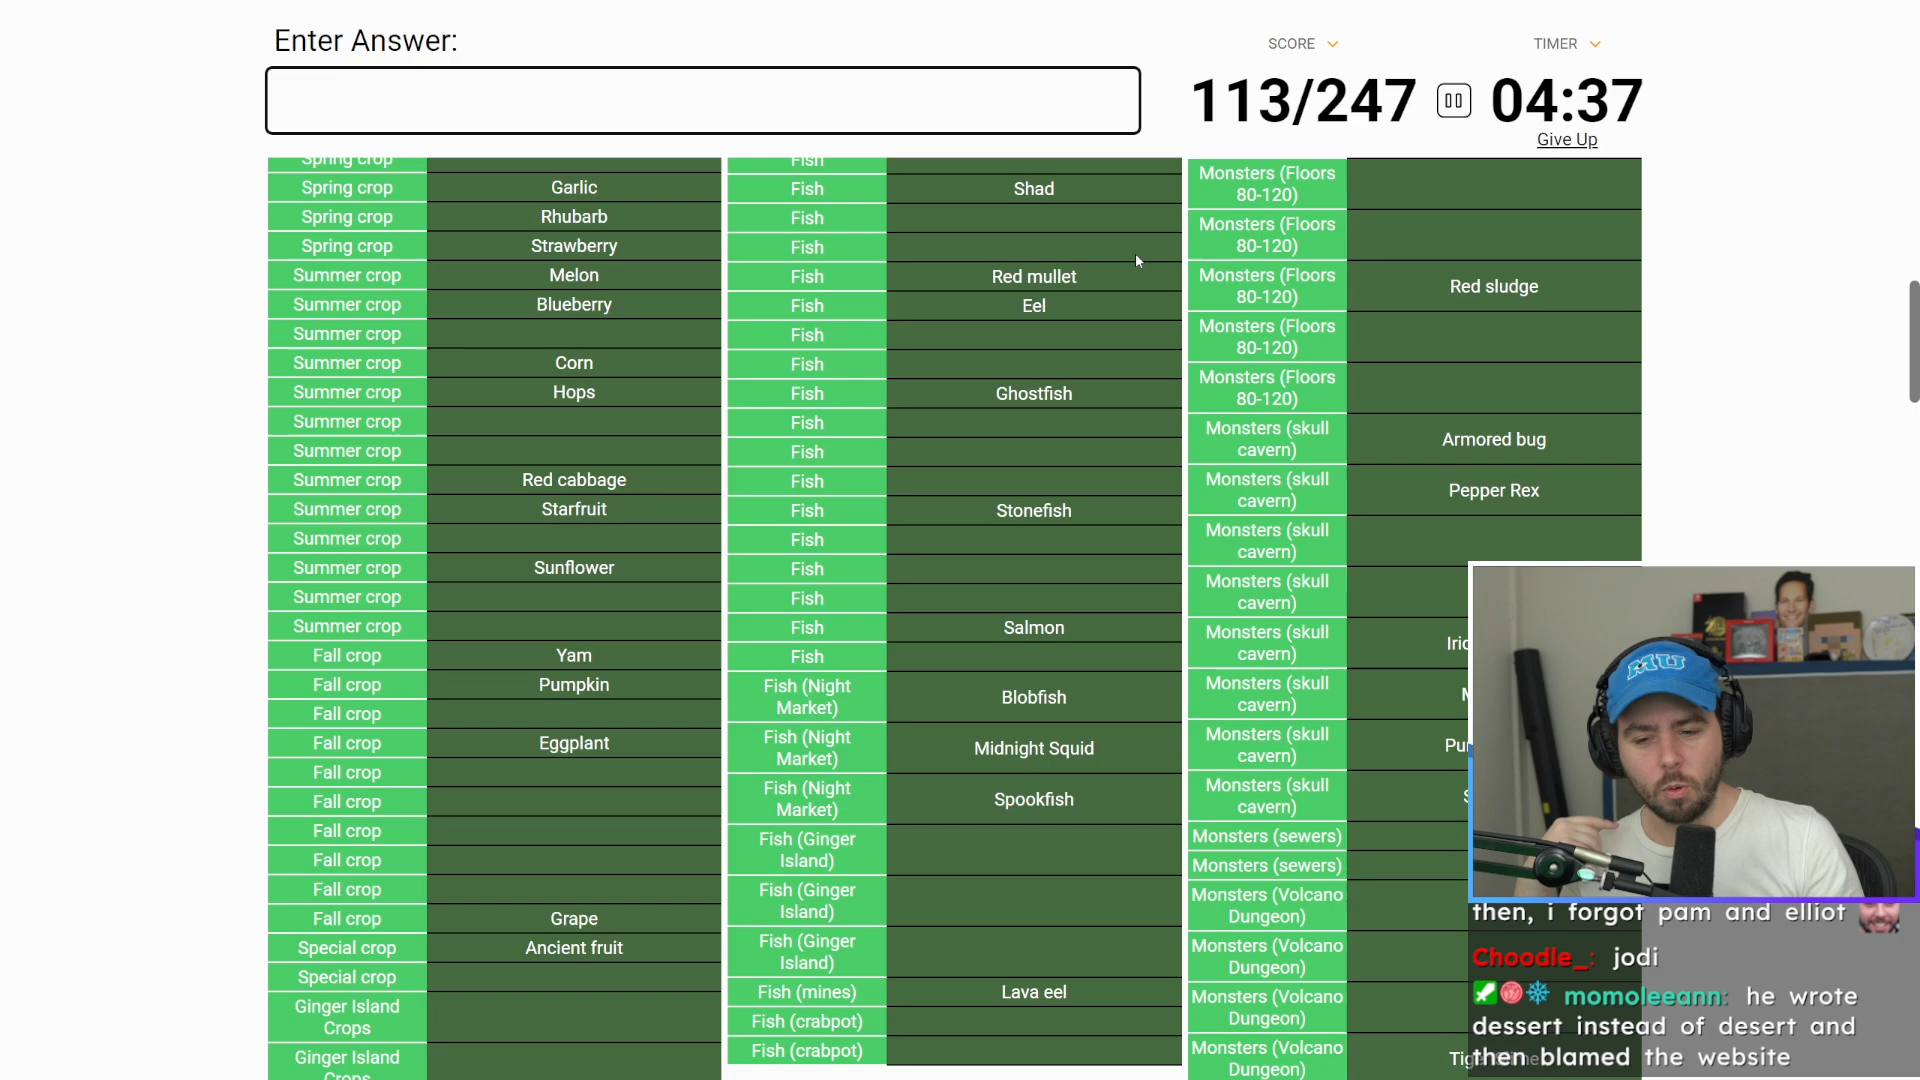 Enter Answer:
SCORE
TIMER
113/247
04:37
Give Up
Spring crop
Spring crop Garlic
Spring crop Rhubarb
Spring crop Strawberry
Summer crop Melon
Summer crop Blueberry
Summer crop
Summer crop Corn
Summer crop Hops
Summer crop
Summer crop
Summer crop Red cabbage
Summer crop Starfruit
Summer crop
Summer crop Sunflower
Summer crop
Summer crop
Fall crop Yam
Fall crop Pumpkin
Fall crop
Fall crop Eggplant
Fall crop
Fall crop
Fall crop
Fall crop
Fall crop
Fall crop Grape
Special crop Ancient fruit
Special crop
Ginger Island
Crops
Ginger Island
Crops
Fish
Fish Shad
Fish
Fish
Fish Red mullet
Fish Eel
Fish
Fish
Fish Ghostfish
Fish
Fish
Fish
Fish Stonefish
Fish
Fish
Fish
Fish Salmon
Fish
Fish (Night
Market)
Blobfish
Fish (Night
Market)
Midnight Squid
Fish (Night
Market)
Spookfish
Fish (Ginger
Island)
Fish (Ginger
Island)
Fish (Ginger
Island)
Fish (mines) Lava eel
Fish (crabpot)
Fish (crabpot)
Monsters (Floors
80-120)
Monsters (Floors
80-120)
Monsters (Floors
80-120)
Red sludge
Monsters (Floors
80-120)
Monsters (Floors
80-120)
Monsters (skull
cavern)
Armored bug
Monsters (skull
cavern)
Pepper Rex
Monsters (skull
cavern)
Monsters (skull
cavern)
Monsters (skull
cavern)
Monsters (skull
cavern)
Monsters (skull
cavern)
Monsters (skull
cavern)
Monsters (sewers)
Monsters (sewers)
Monsters (Volcano
Dungeon)
Monsters (Volcano
Dungeon)
Monsters (Volcano
Dungeon)
Monsters (Volcano
Dungeon)
MU
then, i forgot pam and elliot
Choodle_: jodi
momoleeann: he wrote
dessert instead of desert and
then blamed the website